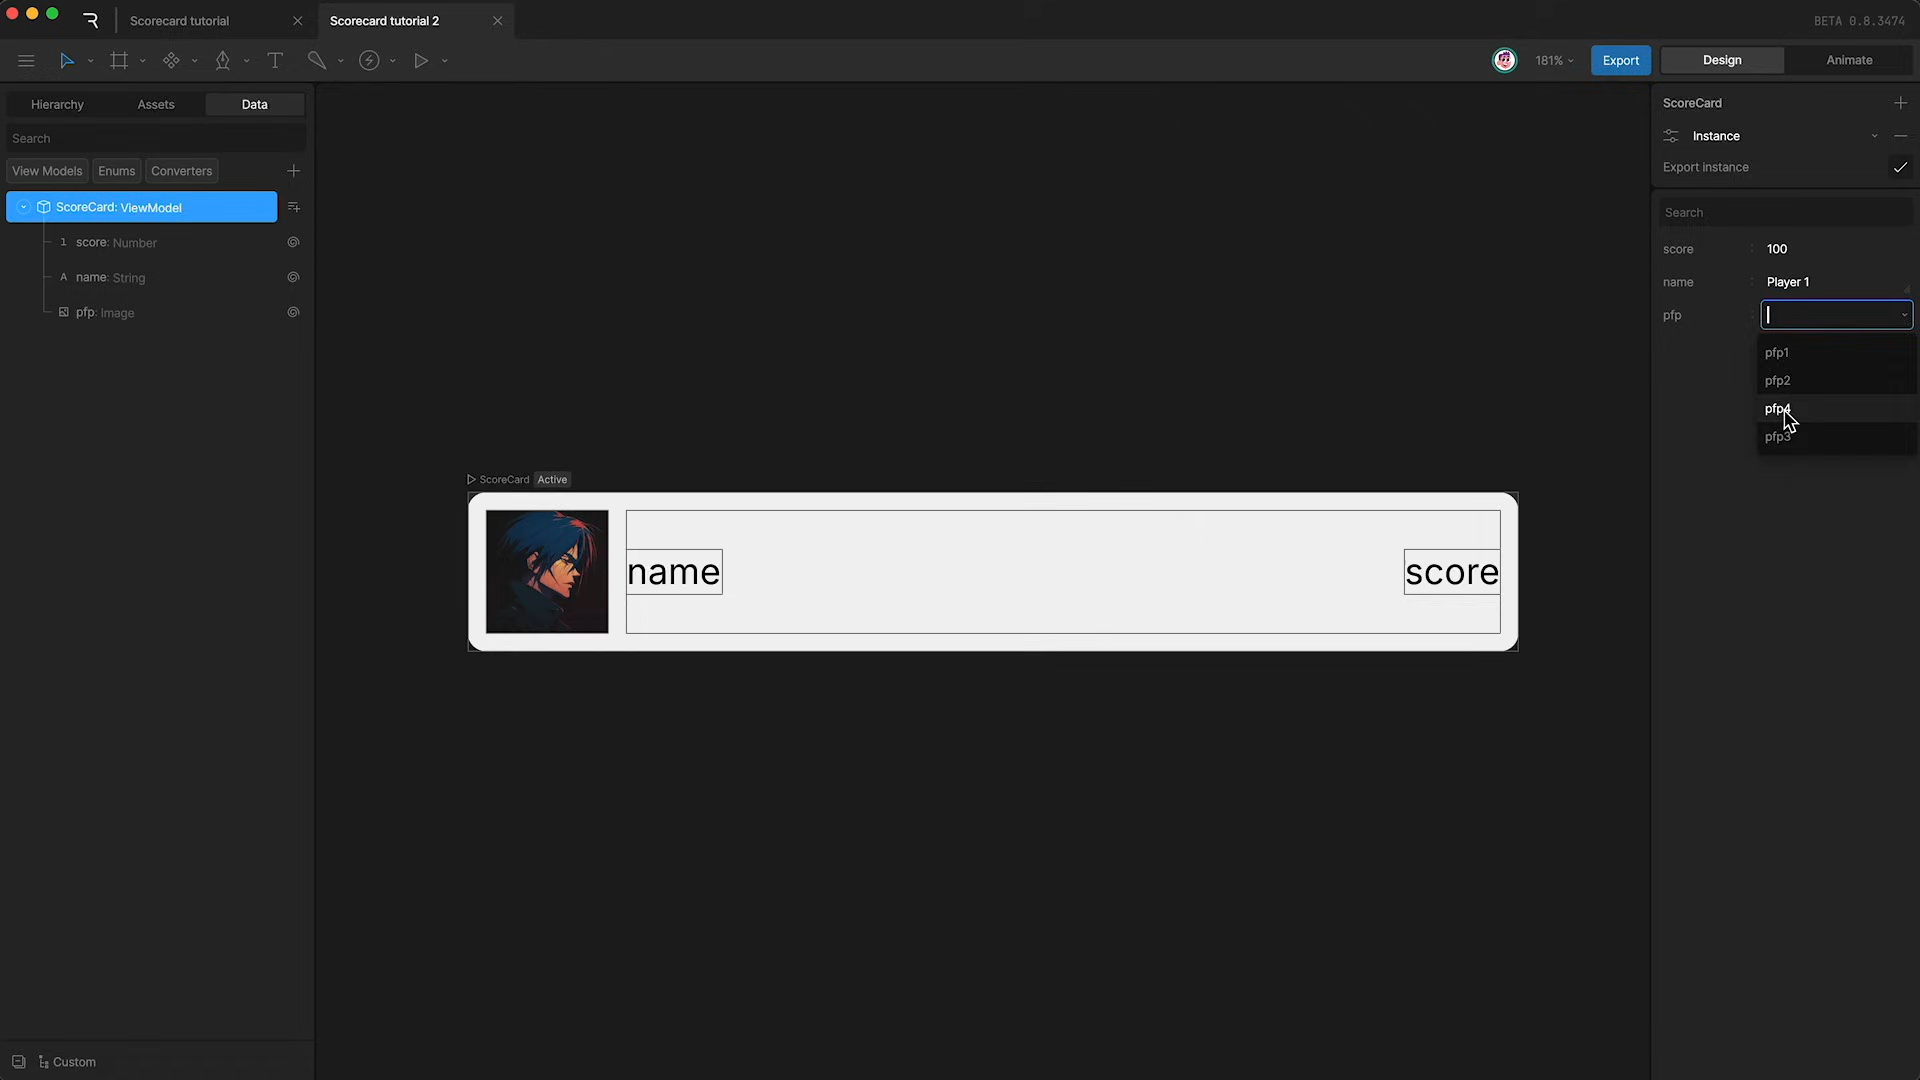 Scorecard tutorial
Scorecard tutorial 2
BETA 0.8.3474
181%
Export
Design
Animate
Hierarchy
Assets
Data
Search
View Models
Enums
Converters
ScoreCard: ViewModel
1 score: Number
A name: String
pfp: Image
Custom
ScoreCard Active
name
score
ScoreCard
Instance
Export instance
Search
score : 100
name : Player 1
pfp :
pfp1
pfp2
pfp4
pfp3